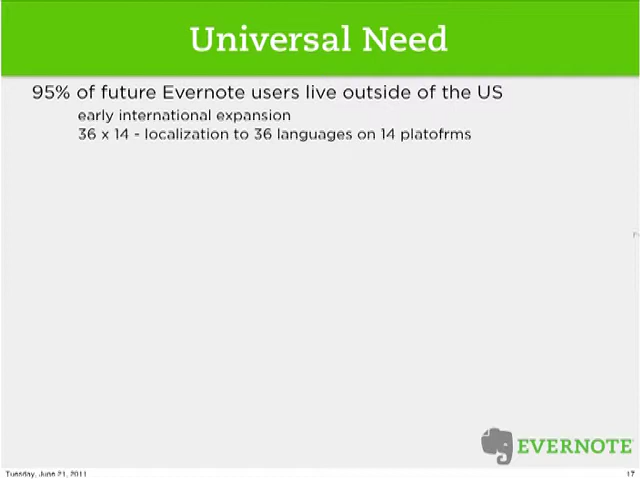 Universal Need
95% of future Evernote users live outside of the US
early international expansion
36 x 14 - localization to 36 languages on 14 platofrms
EVERNOTE
Tuesday, June 21, 2011
17